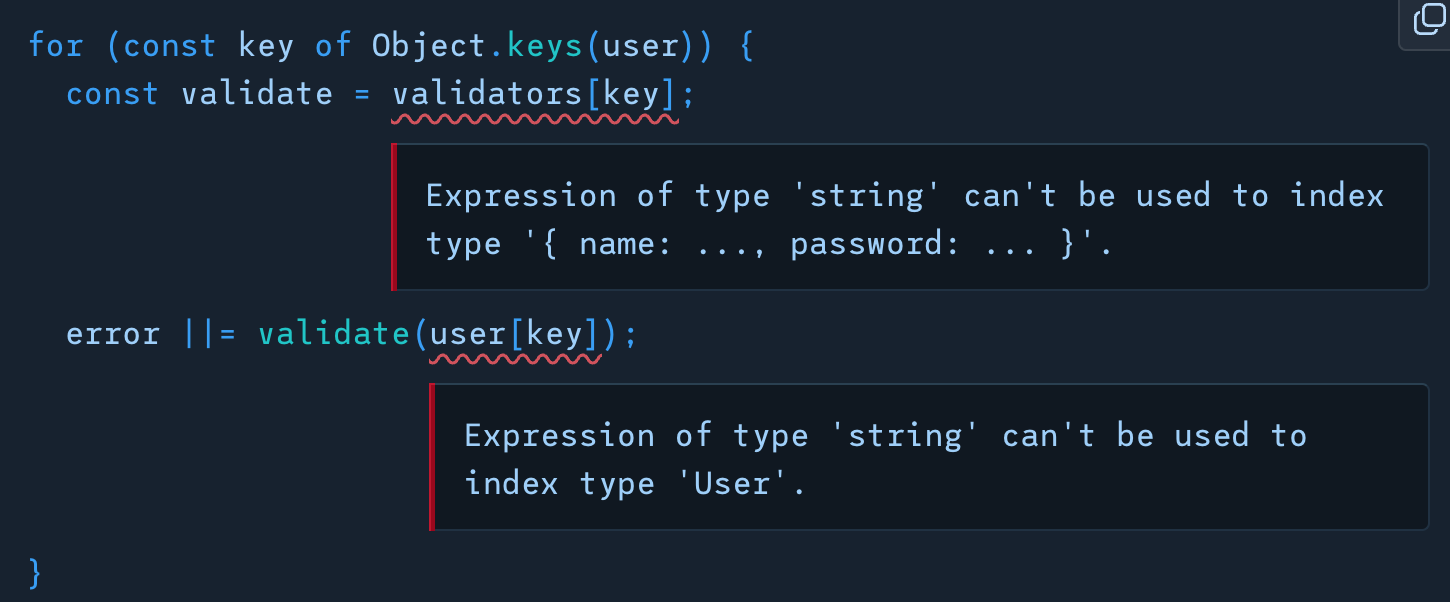 for (const key of Object.keys(user)) {
  const validate = validators[key];
Expression of type 'string' can't be used to index
type '{ name: ..., password: ... }'.
  error ||= validate(user[key]);
Expression of type 'string' can't be used to
index type 'User'.
}